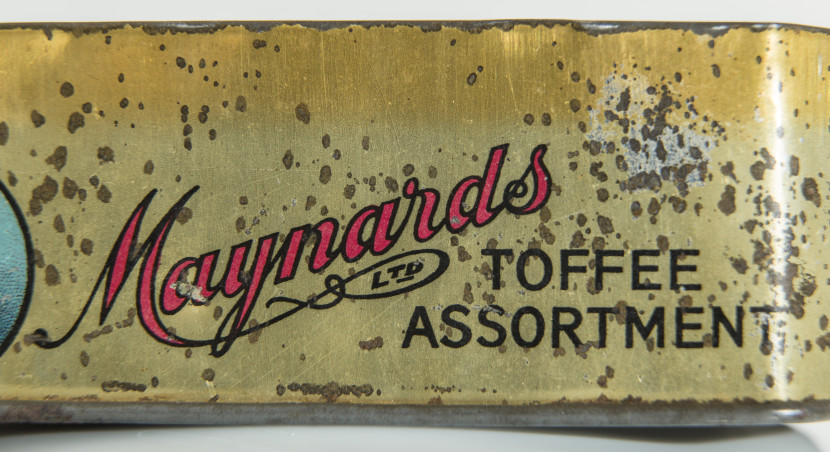 Maynards
LTD
TOFFEE
ASSORTMENT